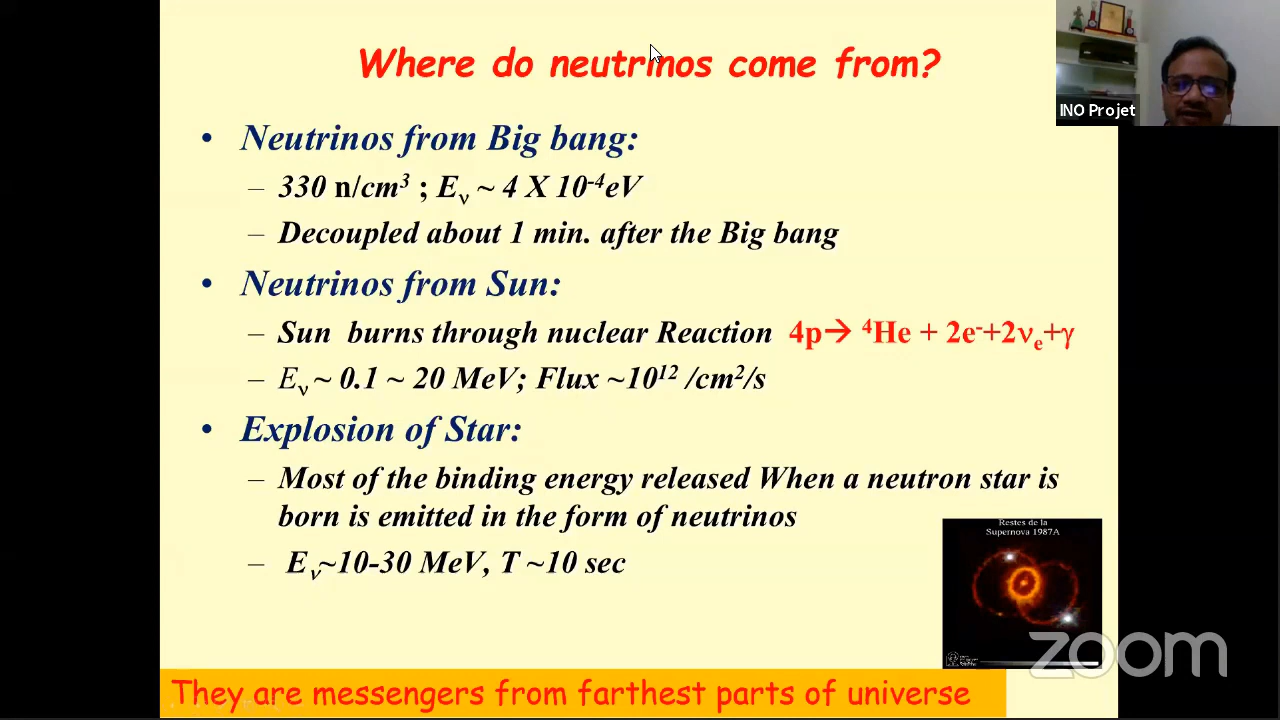 Where do neutrinos come from?
INO Projet
• Neutrinos from Big bang:
– 330 n/cm³ ; Eν ~ 4 X 10⁻⁴eV
– Decoupled about 1 min. after the Big bang
• Neutrinos from Sun:
– Sun burns through nuclear Reaction 4p→ ⁴He + 2e⁻+2νₑ+γ
– Eν ~ 0.1 ~ 20 MeV; Flux ~10¹² /cm²/s
• Explosion of Star:
– Most of the binding energy released When a neutron star is
born is emitted in the form of neutrinos
– Eν~10-30 MeV, T ~10 sec
Restes de la
Supernova 1987A
zoom
They are messengers from farthest parts of universe